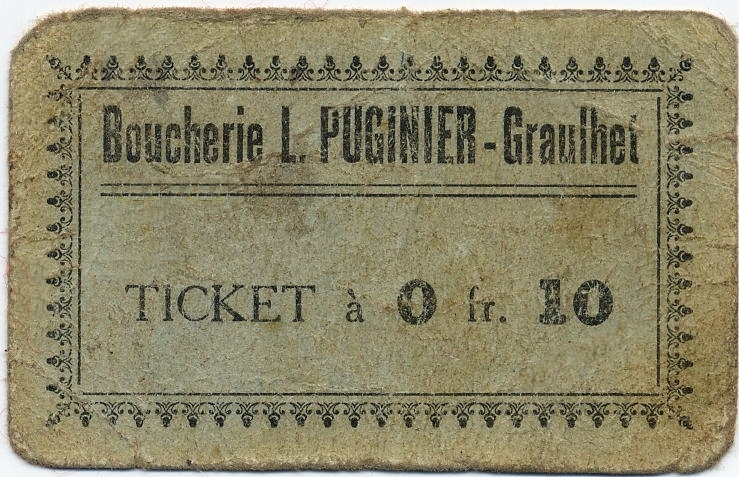 Boucherie L. PUGINIER - Graulhet
TICKET à 0 fr. 10